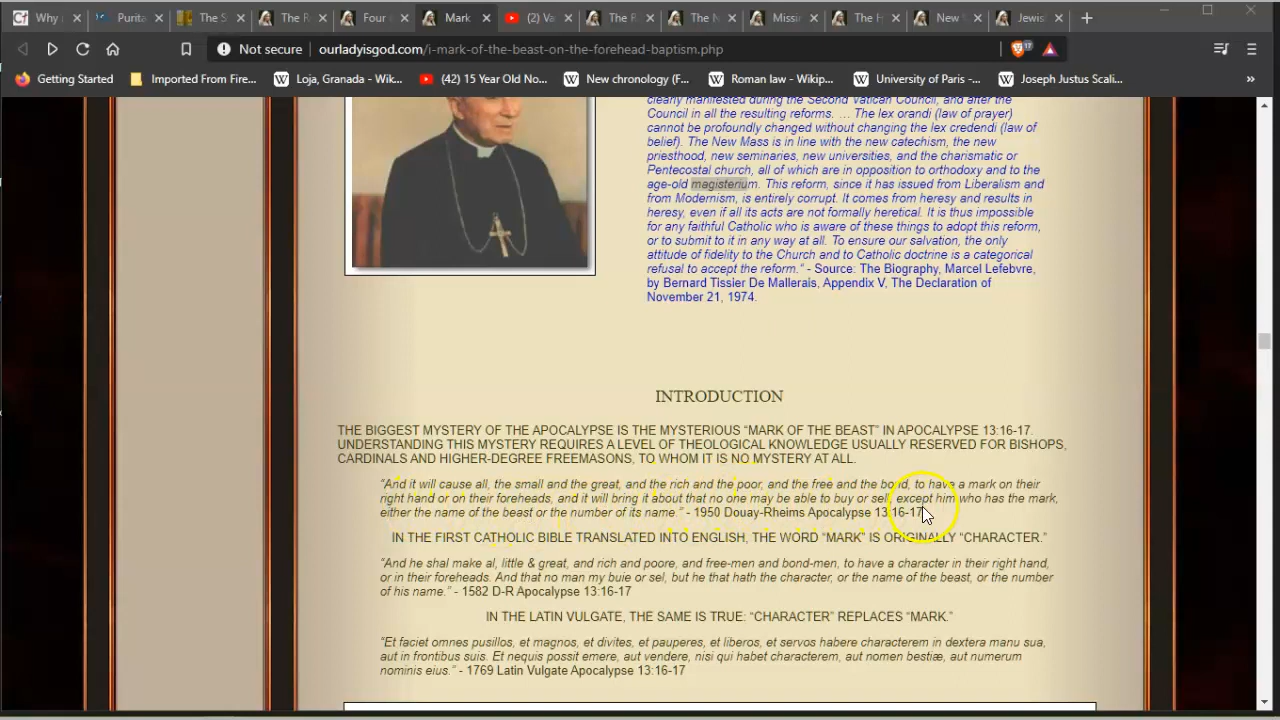 Why
Purita
The S
The R
Four
Mark
(2) Va
The R
The N
Missi
The H
New
Jewis
Not secure
ourladyisgod.com/i-mark-of-the-beast-on-the-forehead-baptism.php
17
Getting Started
Imported From Fire...
Loja, Granada - Wik...
(42) 15 Year Old No...
New chronology (F...
Roman law – Wikip...
University of Paris -...
Joseph Justus Scali...
clearly manifested during the Second Vatican Council, and after the
Council in all the resulting reforms. … The lex orandi (law of prayer)
cannot be profoundly changed without changing the lex credendi (law of
belief). The New Mass is in line with the new catechism, the new
priesthood, new seminaries, new universities, and the charismatic or
Pentecostal church, all of which are in opposition to orthodoxy and to the
age-old magisterium. This reform, since it has issued from Liberalism and
from Modernism, is entirely corrupt. It comes from heresy and results in
heresy, even if all its acts are not formally heretical. It is thus impossible
for any faithful Catholic who is aware of these things to adopt this reform,
or to submit to it in any way at all. To ensure our salvation, the only
attitude of fidelity to the Church and to Catholic doctrine is a categorical
refusal to accept the reform." - Source: The Biography, Marcel Lefebvre,
by Bernard Tissier De Mallerais, Appendix V, The Declaration of
November 21, 1974.
INTRODUCTION
THE BIGGEST MYSTERY OF THE APOCALYPSE IS THE MYSTERIOUS “MARK OF THE BEAST” IN APOCALYPSE 13:16-17.
UNDERSTANDING THIS MYSTERY REQUIRES A LEVEL OF THEOLOGICAL KNOWLEDGE USUALLY RESERVED FOR BISHOPS,
CARDINALS AND HIGHER-DEGREE FREEMASONS, TO WHOM IT IS NO MYSTERY AT ALL.
“And it will cause all, the small and the great, and the rich and the poor, and the free and the bond, to have a mark on their
right hand or on their foreheads, and it will bring it about that no one may be able to buy or sell, except him who has the mark,
either the name of the beast or the number of its name.” - 1950 Douay-Rheims Apocalypse 13:16-17
IN THE FIRST CATHOLIC BIBLE TRANSLATED INTO ENGLISH, THE WORD “MARK” IS ORIGINALLY “CHARACTER.”
“And he shal make al, little & great, and rich and poore, and free-men and bond-men, to have a character in their right hand,
or in their foreheads. And that no man my buie or sel, but he that hath the character, or the name of the beast, or the number
of his name.” - 1582 D-R Apocalypse 13:16-17
IN THE LATIN VULGATE, THE SAME IS TRUE: “CHARACTER” REPLACES “MARK.”
“Et faciet omnes pusillos, et magnos, et divites, et pauperes, et liberos, et servos habere characterem in dextera manu sua,
aut in frontibus suis. Et nequis possit emere, aut vendere, nisi qui habet characterem, aut nomen bestiæ, aut numerum
nominis eius.” - 1769 Latin Vulgate Apocalypse 13:16-17